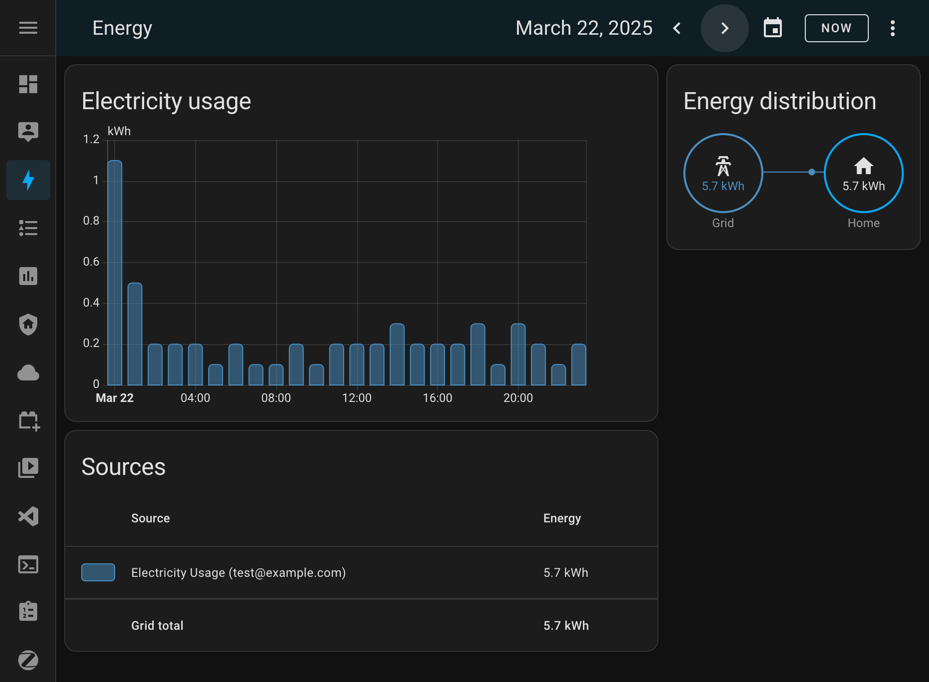 Energy
March 22, 2025
NOW
Electricity usage
kWh
1.2
1
0.8
0.6
0.4
0.2
0
Mar 22 04:00 08:00 12:00 16:00 20:00
Energy distribution
5.7 kWh 5.7 kWh
Grid Home
Sources
Source Energy
Electricity Usage (test@example.com) 5.7 kWh
Grid total 5.7 kWh